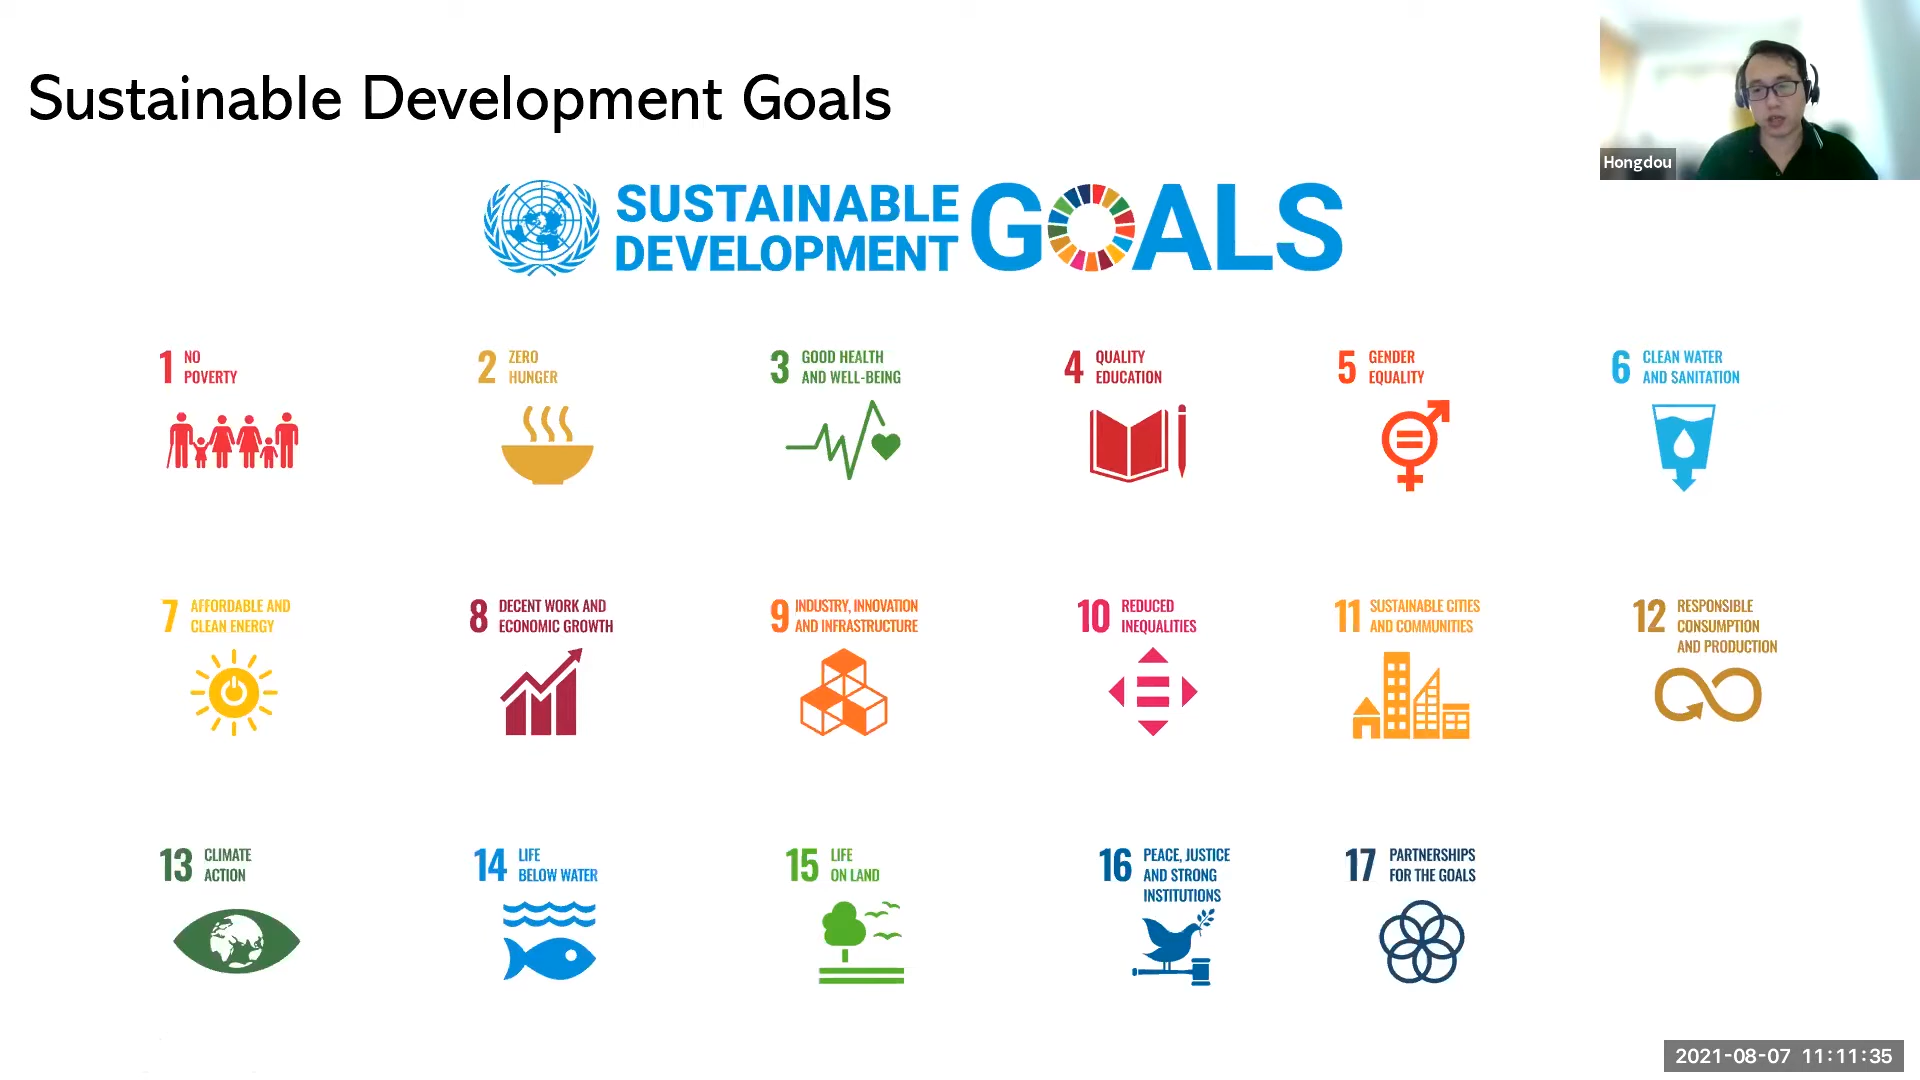 Sustainable Development Goals
Hongdou
SUSTAINABLE
DEVELOPMENT
GOALS
1 NO
POVERTY
2 ZERO
HUNGER
3 GOOD HEALTH
AND WELL-BEING
4 QUALITY
EDUCATION
5 GENDER
EQUALITY
6 CLEAN WATER
AND SANITATION
7 AFFORDABLE AND
CLEAN ENERGY
8 DECENT WORK AND
ECONOMIC GROWTH
9 INDUSTRY, INNOVATION
AND INFRASTRUCTURE
10 REDUCED
INEQUALITIES
11 SUSTAINABLE CITIES
AND COMMUNITIES
12 RESPONSIBLE
CONSUMPTION
AND PRODUCTION
13 CLIMATE
ACTION
14 LIFE
BELOW WATER
15 LIFE
ON LAND
16 PEACE, JUSTICE
AND STRONG
INSTITUTIONS
17 PARTNERSHIPS
FOR THE GOALS
2021-08-07 11:11:35